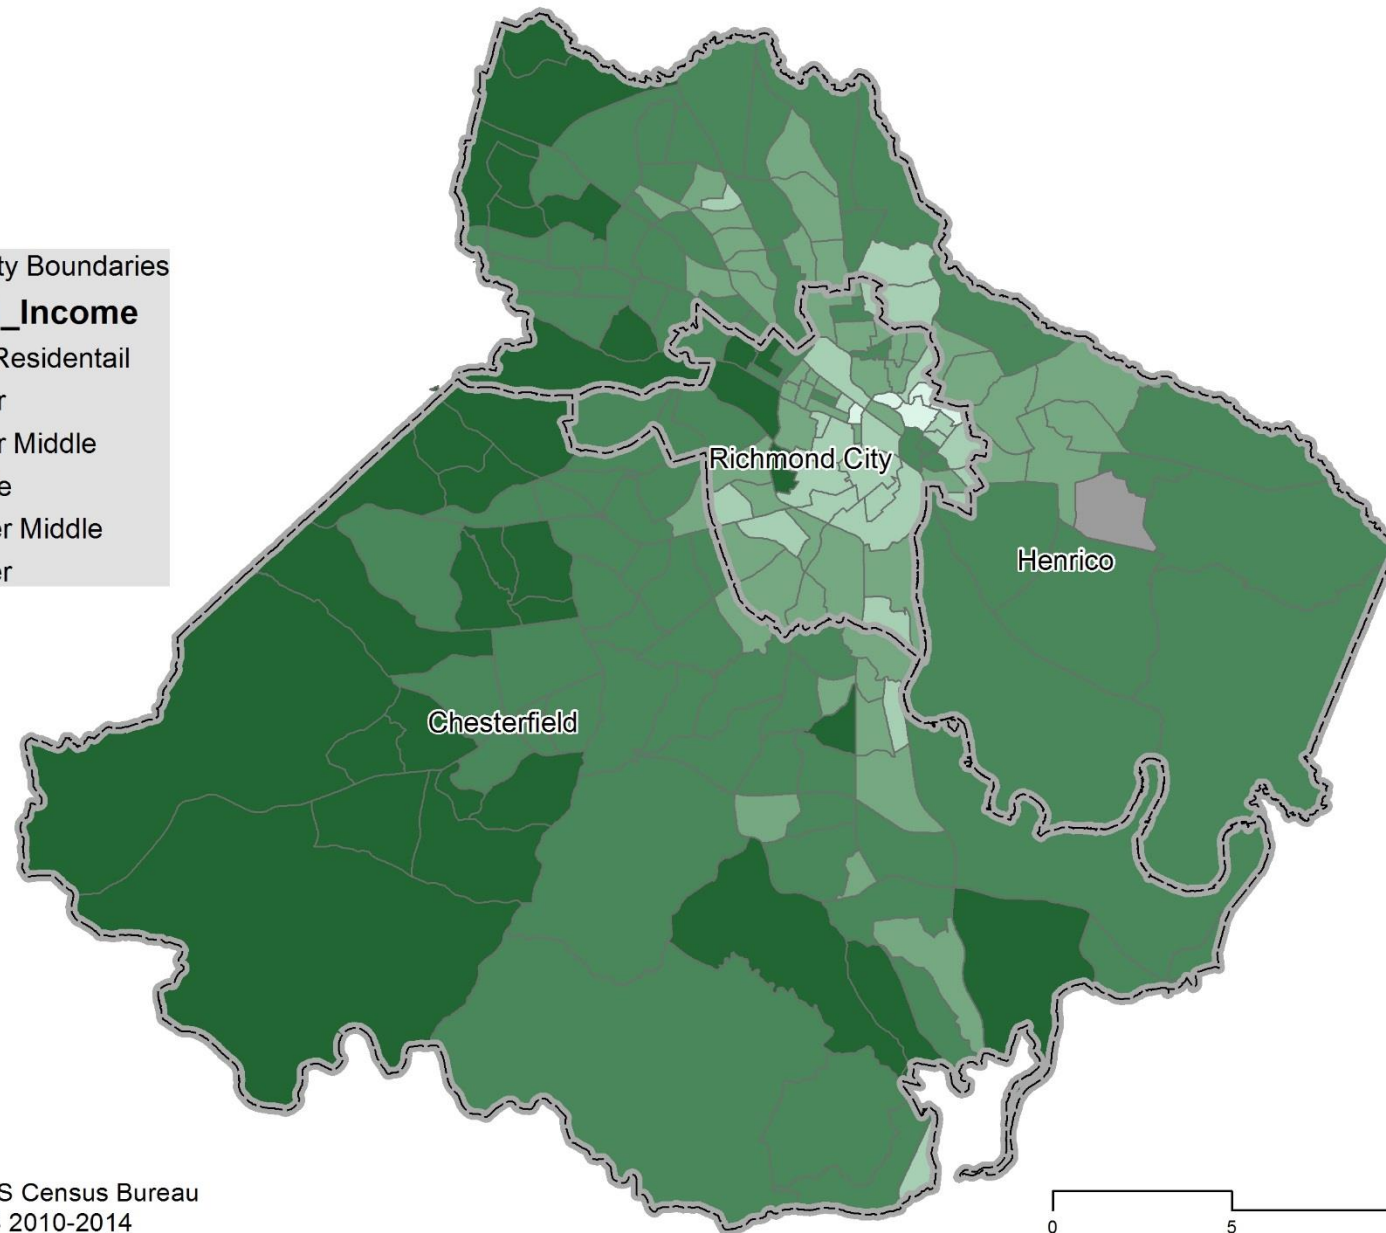 ty Boundaries
_Income
Residentail
r
r Middle
e
er Middle
er
Richmond City
Henrico
Chesterfield
S Census Bureau
2010-2014
0 5